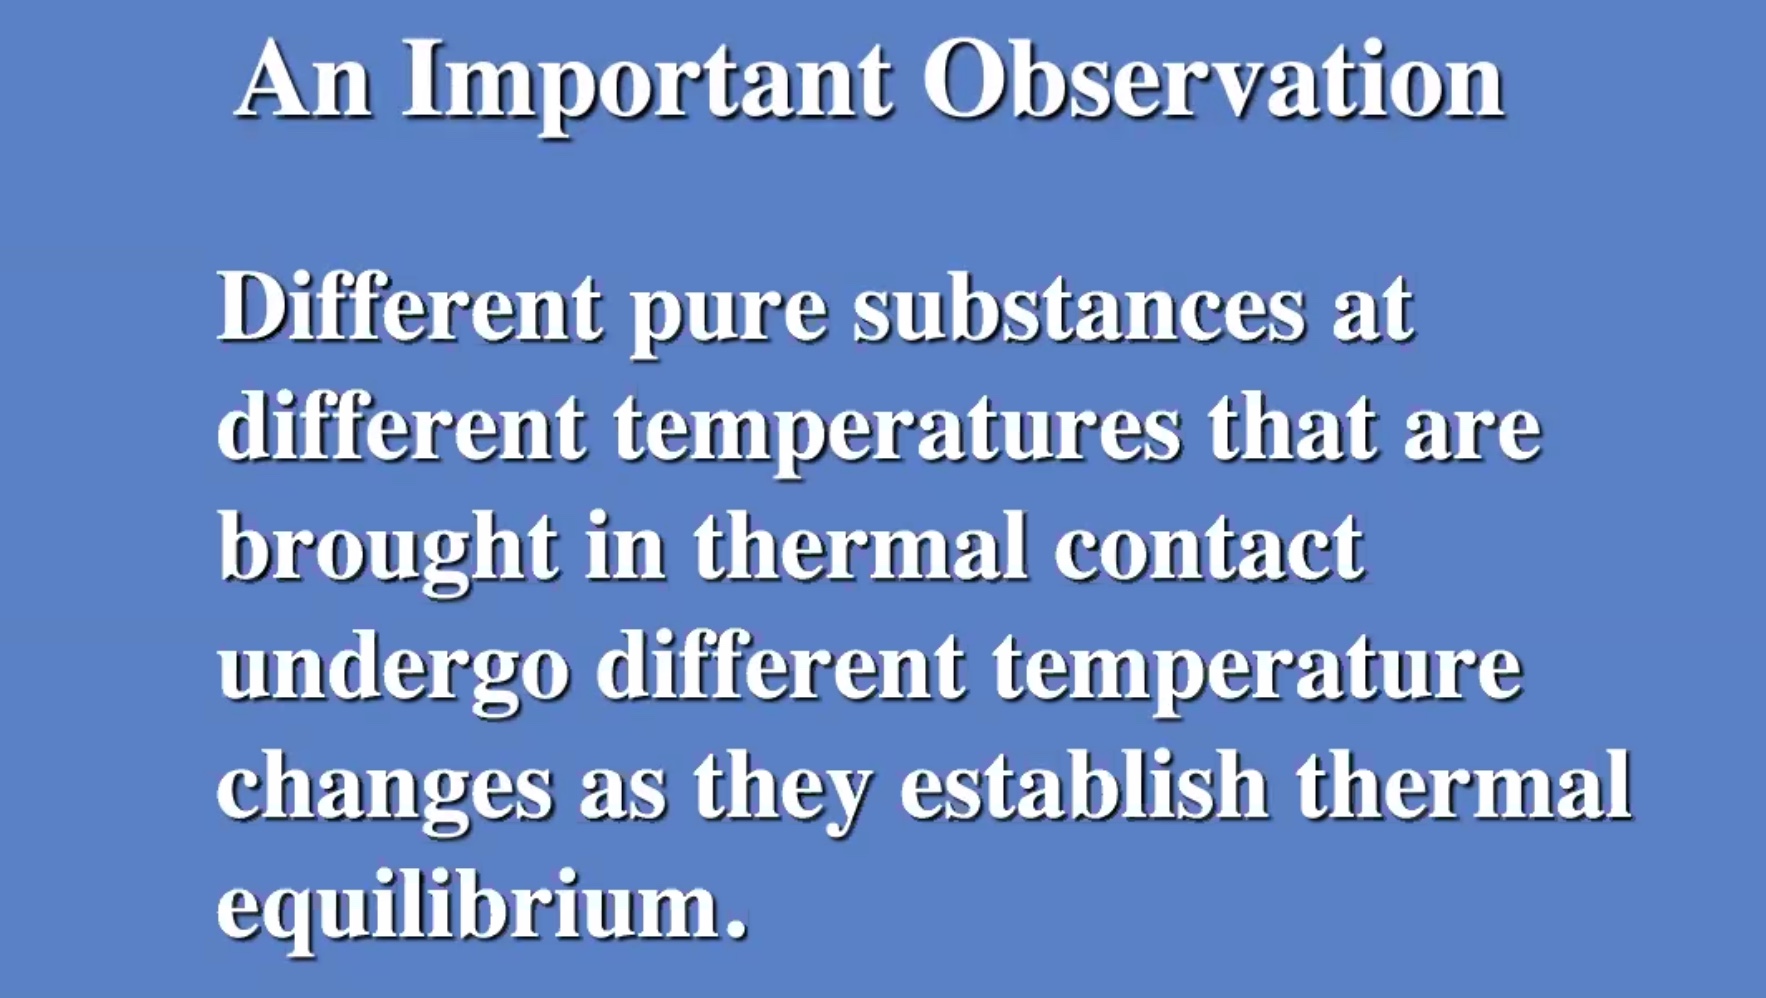 An Important Observation
Different pure substances at
different temperatures that are
brought in thermal contact
undergo different temperature
changes as they establish thermal
equilibrium.